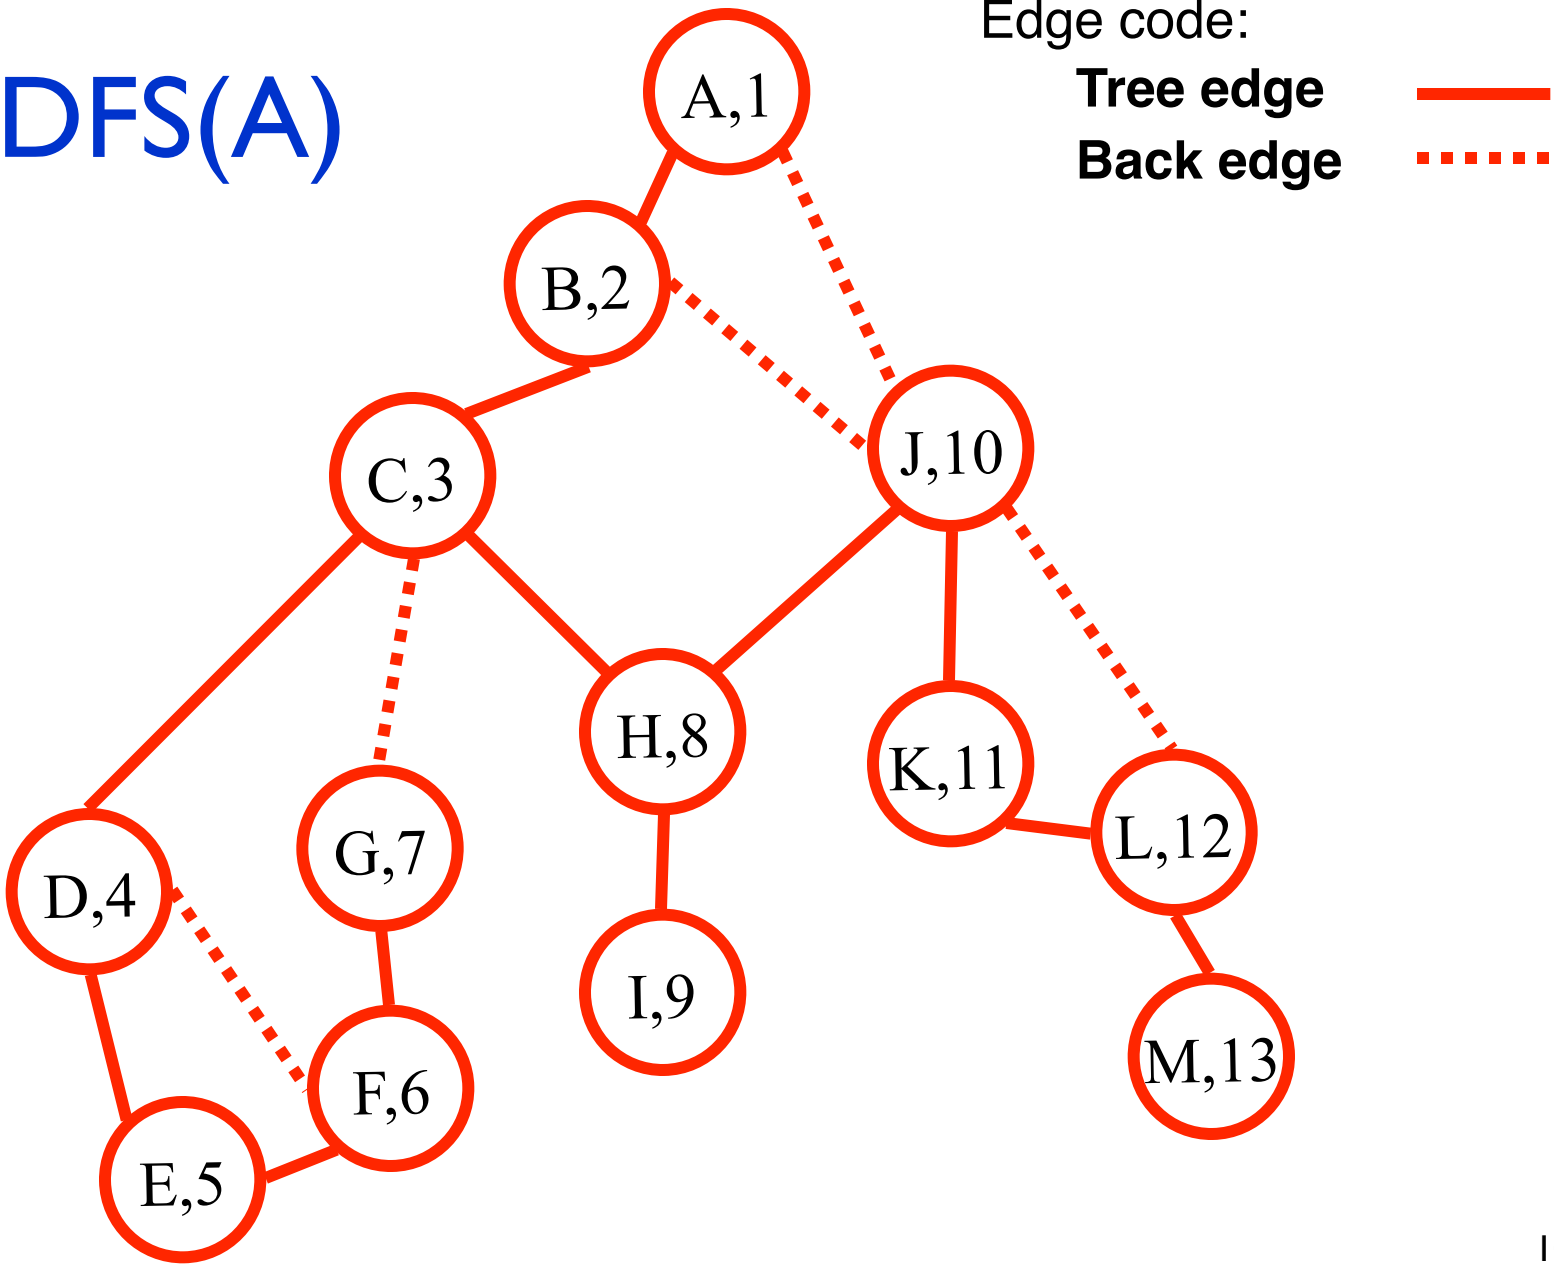 Edge code:
DFS(A)
Tree edge
Back edge
A,1
B,2
J,10
C,3
H,8
K,11
L,12
G,7
D,4
I,9
M,13
F,6
E,5
1